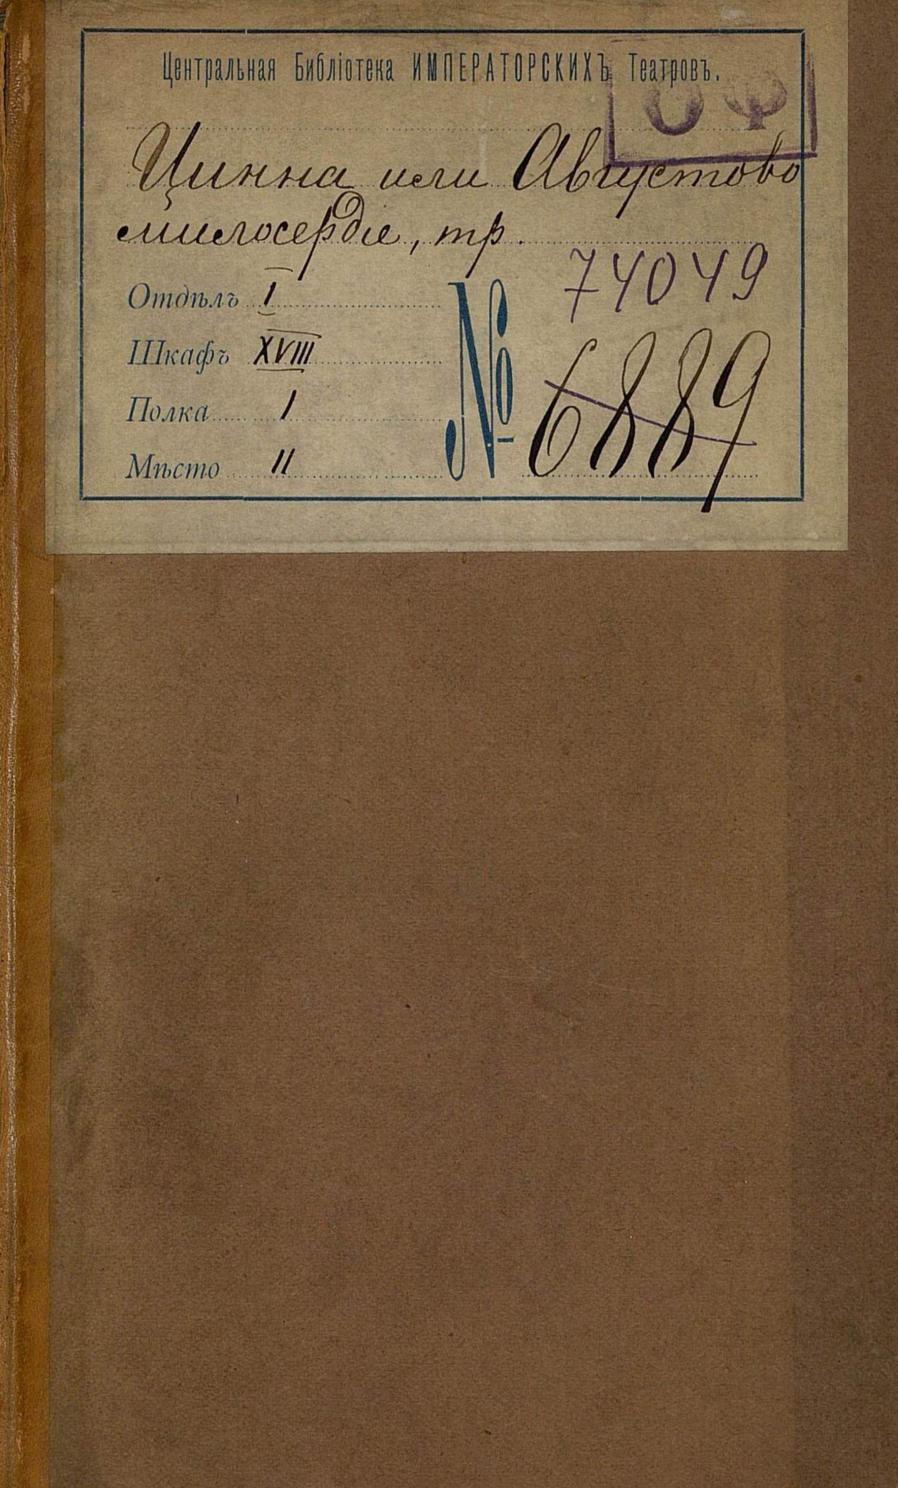 Центральная Библіотека ИМПЕРАТОРСКИХЪ Театровъ.
ОФ
Цинна или Августово
милосердіе, тр.
74049
Отдѣлъ I
Шкафъ XVIII
Полка 1
Мѣсто 11
№ 6889